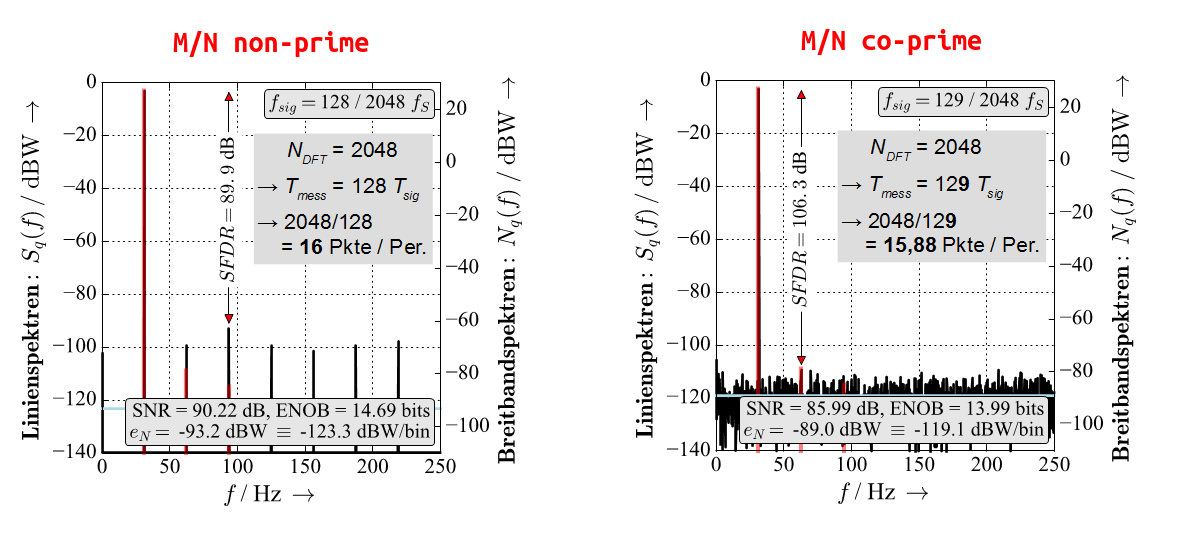 M/N non-prime
f_sig = 128 / 2048 f_S
N_DFT = 2048
→ T_mess = 128 T_sig
→ 2048/128
= 16 Pkte / Per.
SFDR = 89.9 dB
SNR = 90.22 dB, ENOB = 14.69 bits
e_N = -93.2 dBW ≡ -123.3 dBW/bin
Linienspektren: S_q(f) / dBW →
0
−20
−40
−60
−80
−100
−120
−140
Breitbandspektren: N_q(f) / dBW →
20
0
−20
−40
−60
−80
−100
0 50 100 150 200 250
f / Hz →
M/N co-prime
f_sig = 129 / 2048 f_S
N_DFT = 2048
→ T_mess = 129 T_sig
→ 2048/129
= 15,88 Pkte / Per.
SFDR = 106.3 dB
SNR = 85.99 dB, ENOB = 13.99 bits
e_N = -89.0 dBW ≡ -119.1 dBW/bin
Linienspektren: S_q(f) / dBW →
0
−20
−40
−60
−80
−100
−120
−140
Breitbandspektren: N_q(f) / dBW →
20
0
−20
−40
−60
−80
−100
0 50 100 150 200 250
f / Hz →